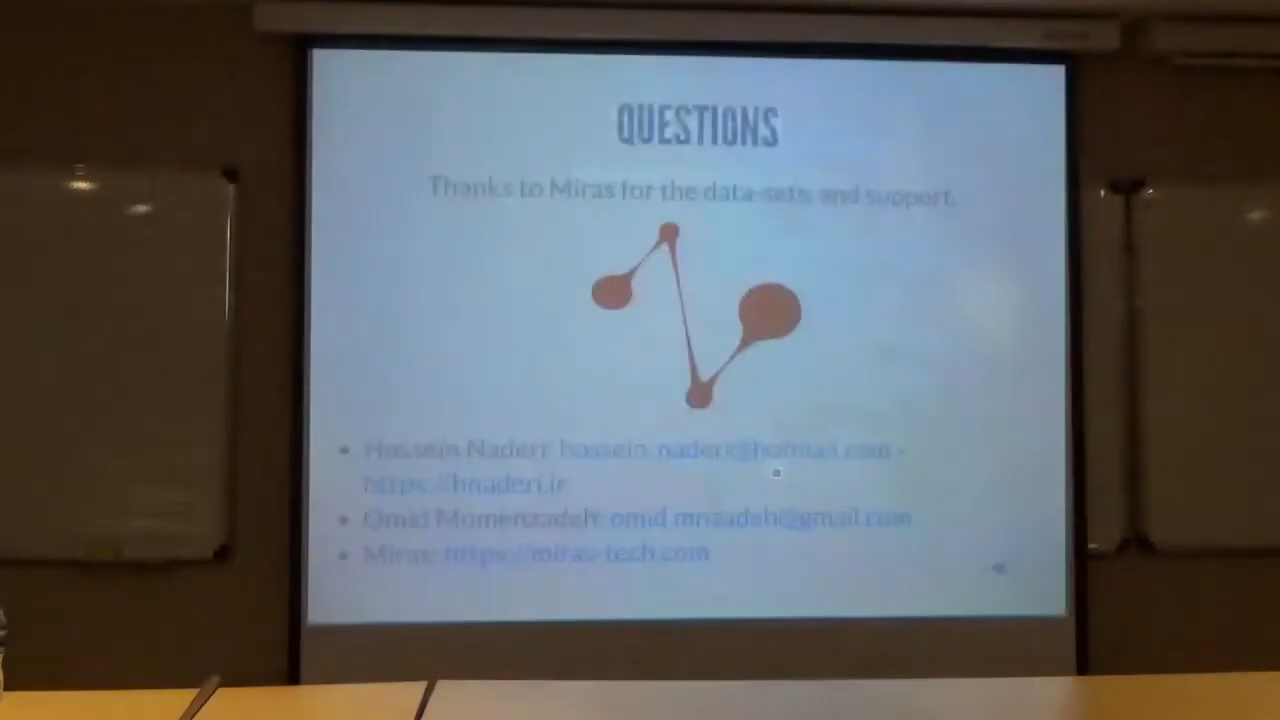 QUESTIONS
Thanks to Miras for the data-sets, and support.
Hossein Naderi: hossein.naderi@hotmail.com -
https://hnaderi.ir
Omid Momenzadeh: omid.mnzadeh@gmail.com
Miras: https://miras-tech.com